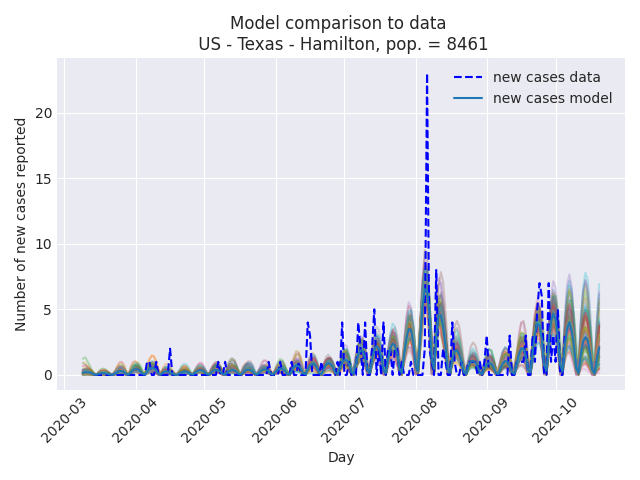 Model comparison to data
US - Texas - Hamilton, pop. = 8461
new cases data
new cases model
Number of new cases reported
20
15
10
5
0
2020-03
2020-04
2020-05
2020-06
2020-07
2020-08
2020-09
2020-10
Day